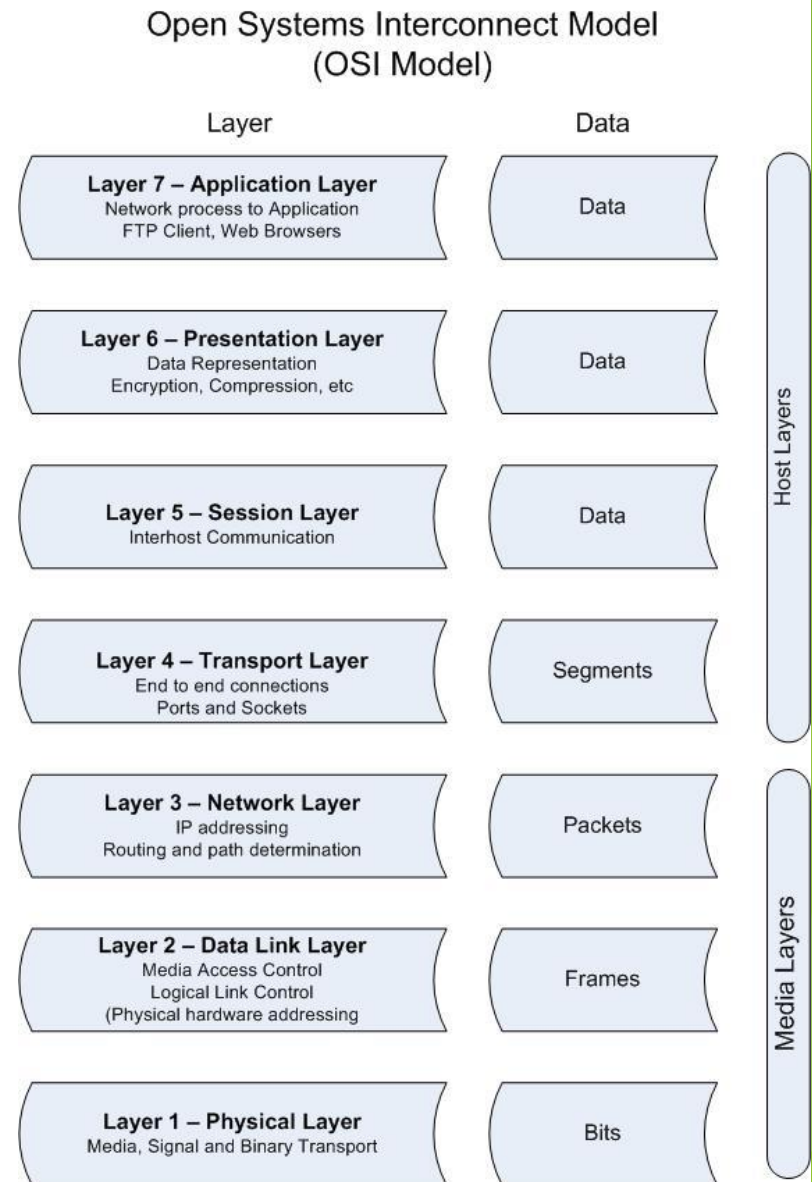 Open Systems Interconnect Model
(OSI Model)
Layer
Data
Layer 7 – Application Layer
Network process to Application
FTP Client, Web Browsers
Data
Layer 6 – Presentation Layer
Data Representation
Encryption, Compression, etc
Data
Layer 5 – Session Layer
Interhost Communication
Data
Layer 4 – Transport Layer
End to end connections
Ports and Sockets
Segments
Host Layers
Layer 3 – Network Layer
IP addressing
Routing and path determination
Packets
Layer 2 – Data Link Layer
Media Access Control
Logical Link Control
(Physical hardware addressing
Frames
Layer 1 – Physical Layer
Media, Signal and Binary Transport
Bits
Media Layers